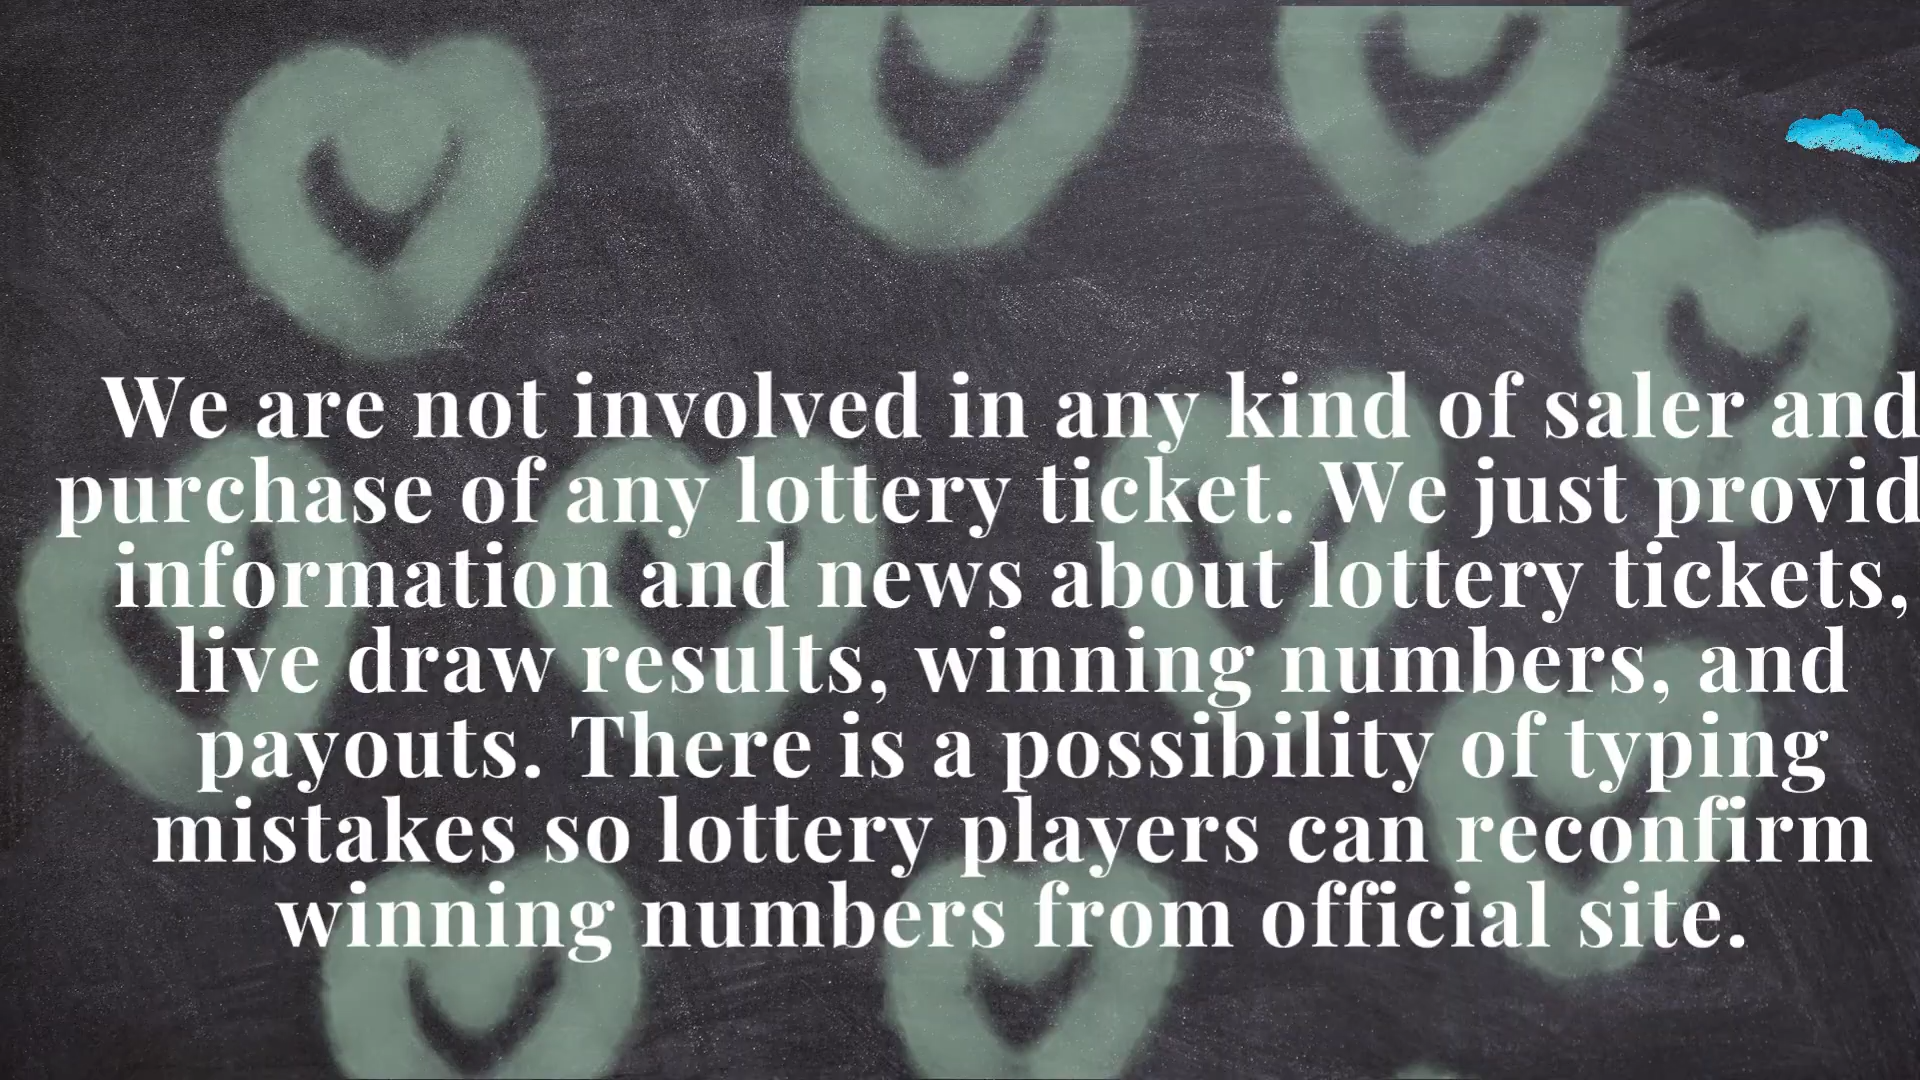 We are not involved in any kind of saler and
purchase of any lottery ticket. We just provid
information and news about lottery tickets,
live draw results, winning numbers, and
payouts. There is a possibility of typing
mistakes so lottery players can reconfirm
winning numbers from official site.